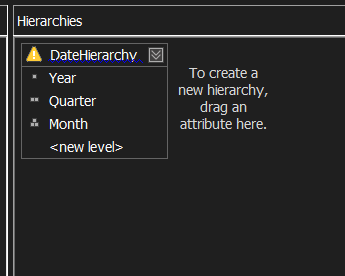 Hierarchies
DateHierarchy
Year
Quarter
Month
<new level>
To create a
new hierarchy,
drag an
attribute here.